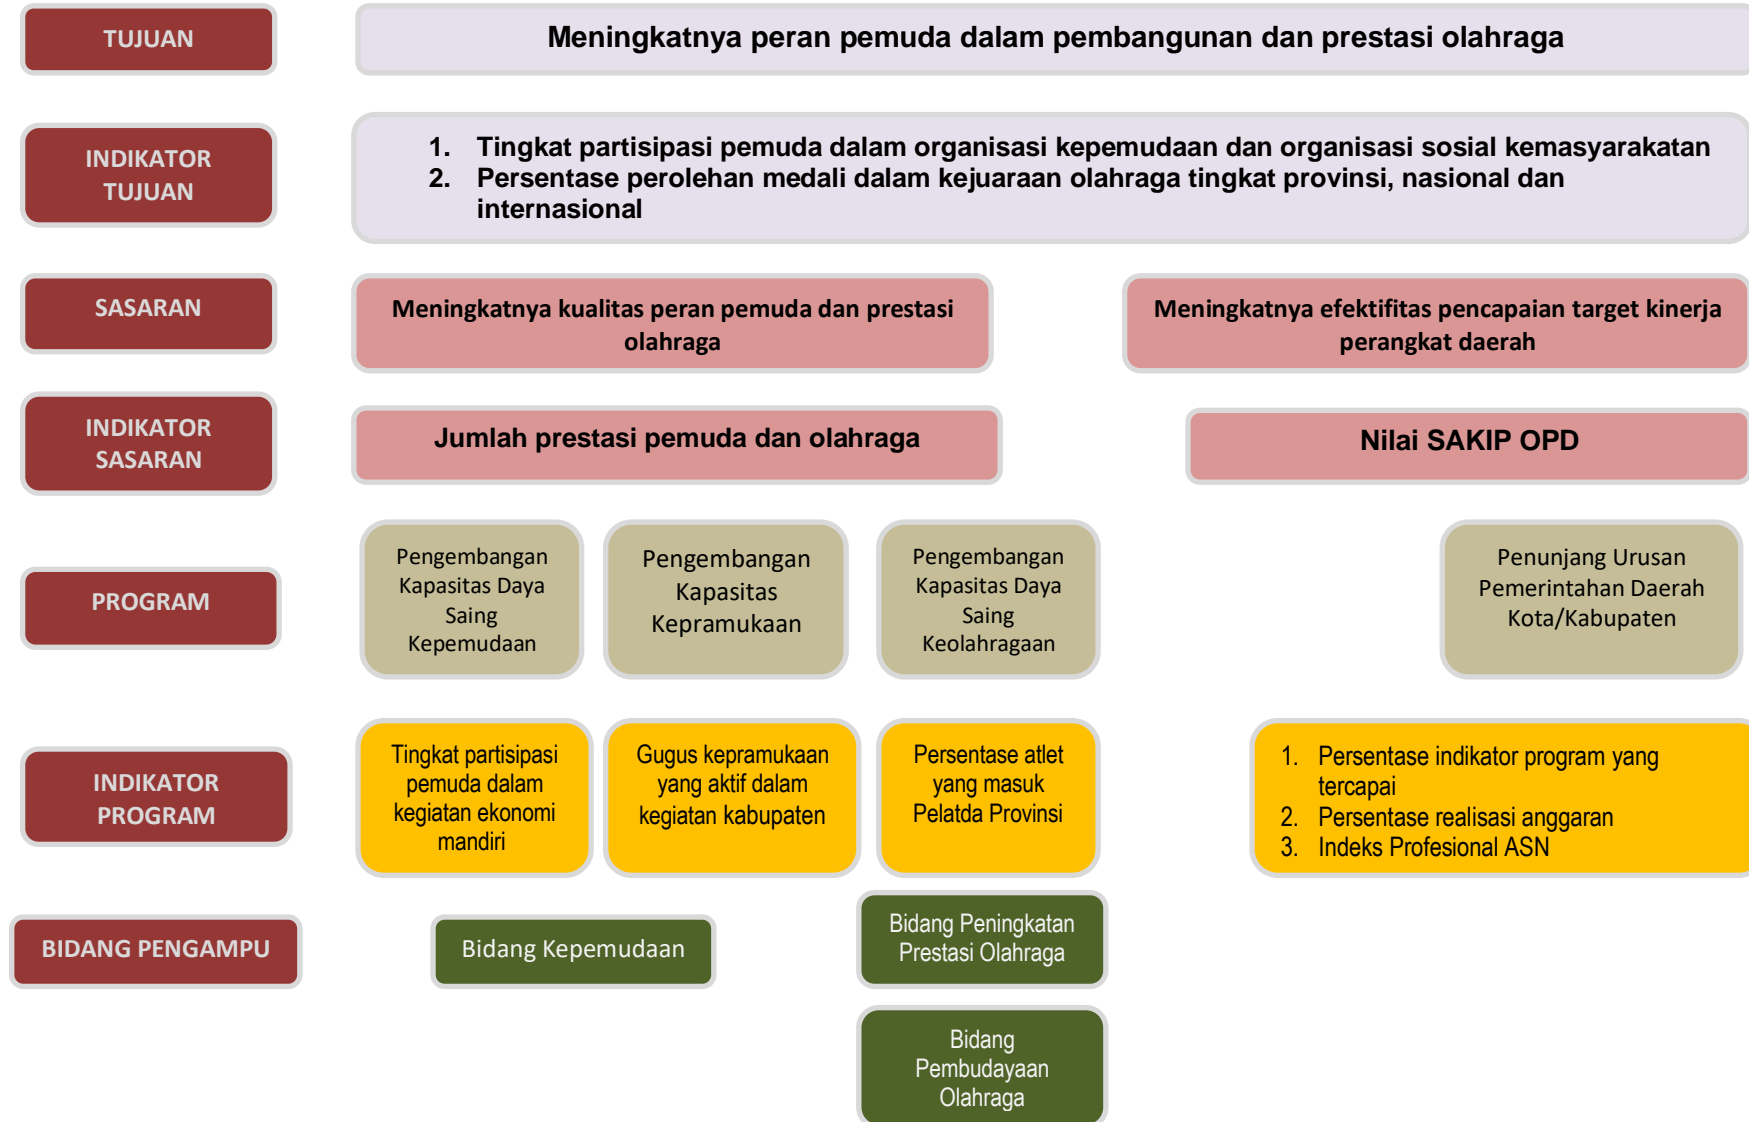 TUJUAN
Meningkatnya peran pemuda dalam pembangunan dan prestasi olahraga
INDIKATOR
TUJUAN
1. Tingkat partisipasi pemuda dalam organisasi kepemudaan dan organisasi sosial kemasyarakatan
2. Persentase perolehan medali dalam kejuaraan olahraga tingkat provinsi, nasional dan
internasional
SASARAN
Meningkatnya kualitas peran pemuda dan prestasi
olahraga
Meningkatnya efektifitas pencapaian target kinerja
perangkat daerah
INDIKATOR
SASARAN
Jumlah prestasi pemuda dan olahraga
Nilai SAKIP OPD
PROGRAM
Pengembangan
Kapasitas Daya
Saing
Kepemudaan
Pengembangan
Kapasitas
Kepramukaan
Pengembangan
Kapasitas Daya
Saing
Keolahragaan
Penunjang Urusan
Pemerintahan Daerah
Kota/Kabupaten
INDIKATOR
PROGRAM
Tingkat partisipasi
pemuda dalam
kegiatan ekonomi
mandiri
Gugus kepramukaan
yang aktif dalam
kegiatan kabupaten
Persentase atlet
yang masuk
Pelatda Provinsi
1. Persentase indikator program yang
tercapai
2. Persentase realisasi anggaran
3. Indeks Profesional ASN
BIDANG PENGAMPU
Bidang Kepemudaan
Bidang Peningkatan
Prestasi Olahraga
Bidang
Pembudayaan
Olahraga